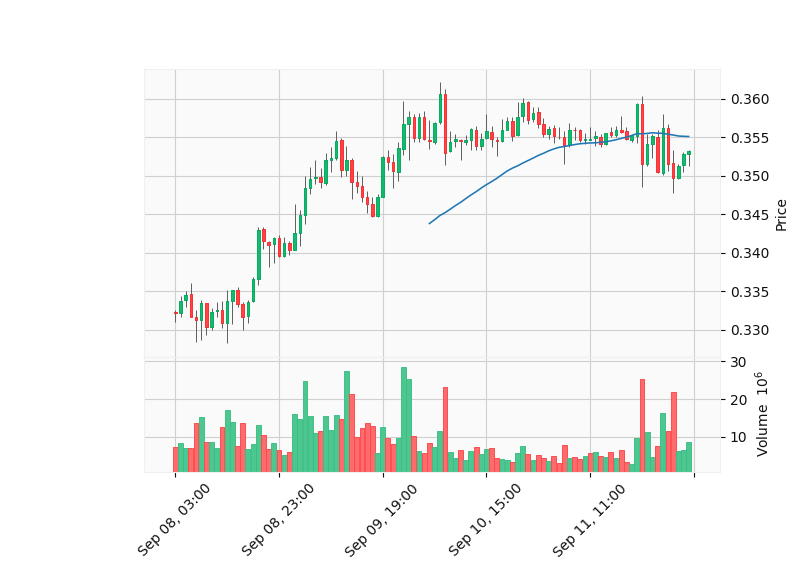 0.360
0.355
0.350
0.345
0.340
0.335
0.330
Price
30
20
10
Volume 10^6
Sep 08, 03:00
Sep 08, 23:00
Sep 09, 19:00
Sep 10, 15:00
Sep 11, 11:00